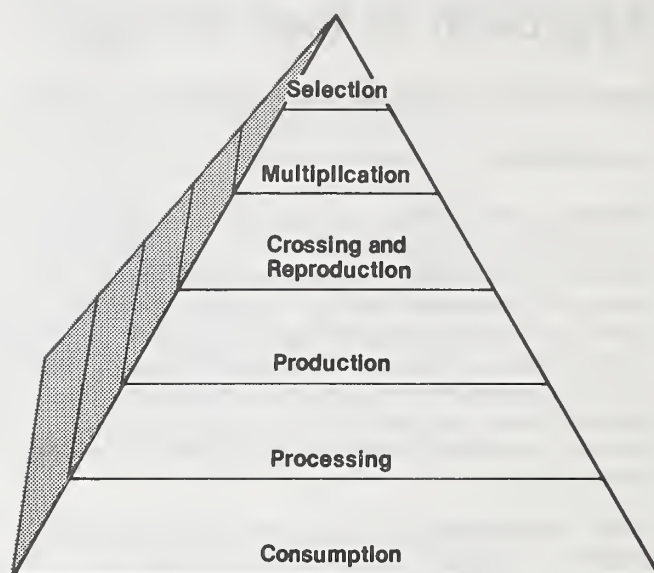 Selection
Multiplication
Crossing and
Reproduction
Production
Processing
Consumption